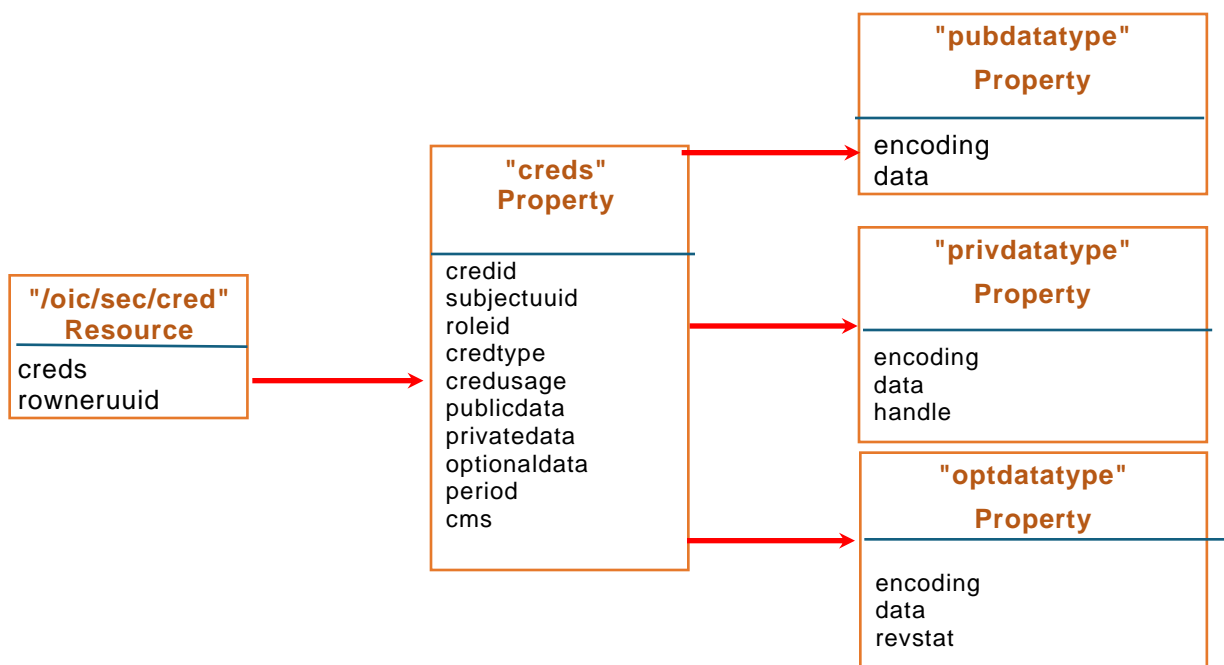 "/oic/sec/cred"
Resource
creds
rowneruuid
"creds"
Property
credid
subjectuuid
roleid
credtype
credusage
publicdata
privatedata
optionaldata
period
cms
"pubdatatype"
Property
encoding
data
"privdatatype"
Property
encoding
data
handle
"optdatatype"
Property
encoding
data
revstat